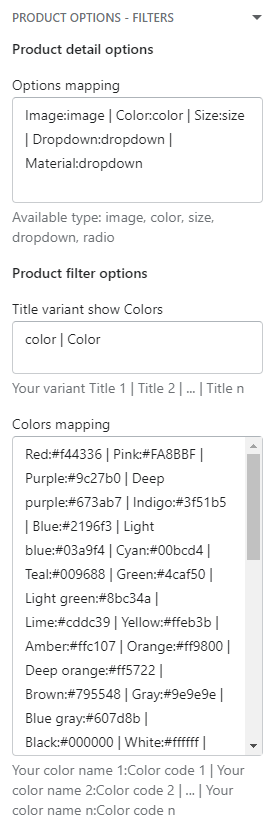 PRODUCT OPTIONS - FILTERS
Product detail options
Options mapping
Image:image | Color:color | Size:size
| Dropdown:dropdown |
Material:dropdown
Available type: image, color, size,
dropdown, radio
Product filter options
Title variant show Colors
color | Color
Your variant Title 1 | Title 2 | ... | Title n
Colors mapping
Red:#f44336 | Pink:#FA8BBF |
Purple:#9c27b0 | Deep
purple:#673ab7 | Indigo:#3f51b5
| Blue:#2196f3 | Light
blue:#03a9f4 | Cyan:#00bcd4 |
Teal:#009688 | Green:#4caf50 |
Light green:#8bc34a |
Lime:#cddc39 | Yellow:#ffeb3b |
Amber:#ffc107 | Orange:#ff9800 |
Deep orange:#ff5722 |
Brown:#795548 | Gray:#9e9e9e |
Blue gray:#607d8b |
Black:#000000 | White:#ffffff |
Your color name 1:Color code 1 | Your
color name 2:Color code 2 | ... | Your
color name n:Color code n